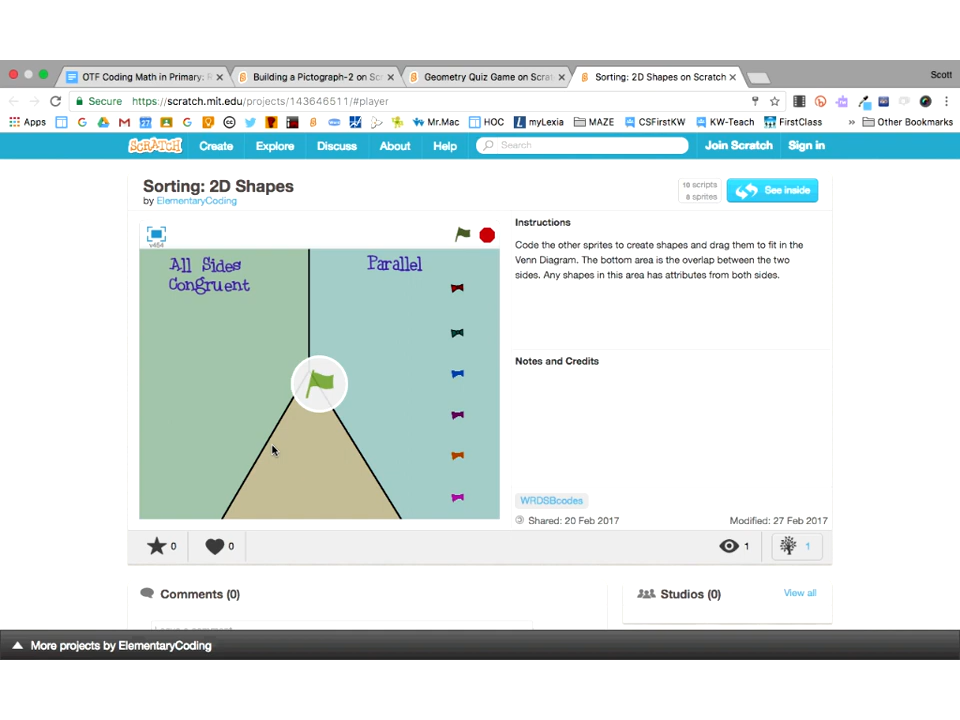 OTF Coding Math in Primary:
Building a Pictograph-2 on Sc
Geometry Quiz Game on Scrat
Sorting: 2D Shapes on Scratch
Scott
Secure https://scratch.mit.edu/projects/143646511/#player
Apps
Mr.Mac
HOC
myLexia
MAZE
CSFirstKW
KW-Teach
FirstClass
» Other Bookmarks
SCRATCH
Create
Explore
Discuss
About
Help
Search
Join Scratch
Sign in
Sorting: 2D Shapes
by ElementaryCoding
sprites
See inside
v454
All Sides
Congruent
Parallel
Instructions
Code the other sprites to create shapes and drag them to fit in the
Venn Diagram. The bottom area is the overlap between the two
sides. Any shapes in this area has attributes from both sides.
Notes and Credits
WRDSBcodes
Shared: 20 Feb 2017
Modified: 27 Feb 2017
0
0
1
1
Comments (0)
Studios (0)
View all
More projects by ElementaryCoding